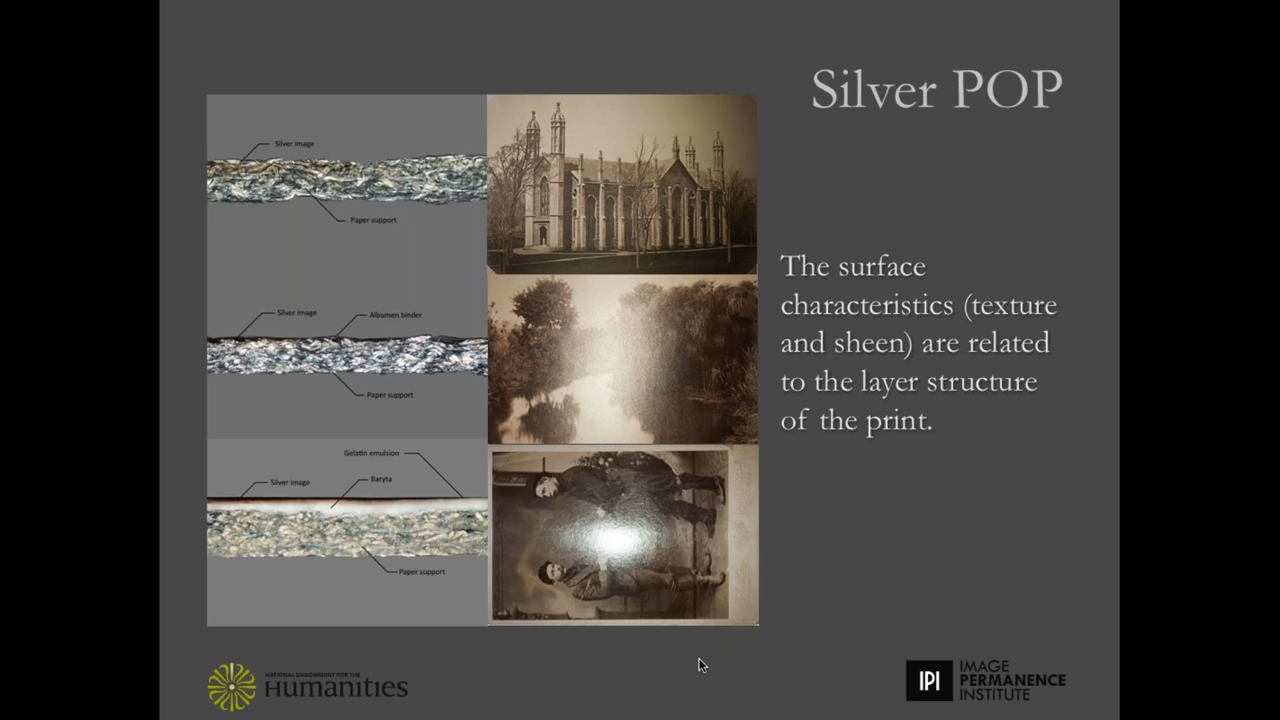 Silver POP
Silver image
Paper support
Silver image
Albumen binder
Paper support
Gelatin emulsion
Silver image
Baryta
Paper support
The surface
characteristics (texture
and sheen) are related
to the layer structure
of the print.
NATIONAL ENDOWMENT FOR THE
Humanities
IPI
IMAGE
PERMANENCE
INSTITUTE